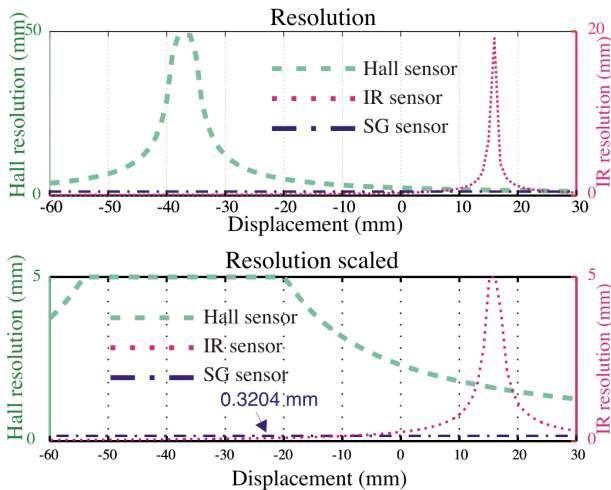 Resolution
Hall resolution (mm)
50
0
Hall sensor
IR sensor
SG sensor
20
0
IR resolution (mm)
-60 -50 -40 -30 -20 -10 0 10 20 30
Displacement (mm)
Resolution scaled
Hall resolution (mm)
5
0
Hall sensor
IR sensor
SG sensor
0.3204 mm
5
0
IR resolution (mm)
-60 -50 -40 -30 -20 -10 0 10 20 30
Displacement (mm)